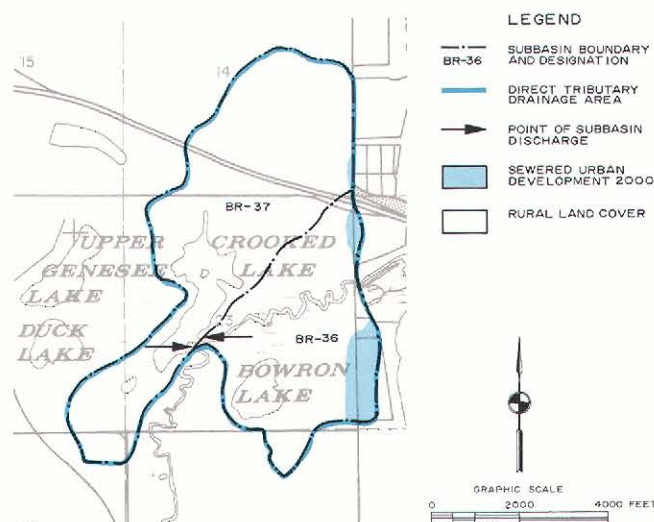 LEGEND
BR-36
SUBBASIN BOUNDARY
AND DESIGNATION
DIRECT TRIBUTARY
DRAINAGE AREA
POINT OF SUBBASIN
DISCHARGE
SEWERED URBAN
DEVELOPMENT 2000
RURAL LAND COVER
15
14
BR-37
UPPER
GENESEE
LAKE
CROOKED
LAKE
DUCK
LAKE
BR-36
BOWRON
LAKE
GRAPHIC SCALE
0 2000 4000 FEET